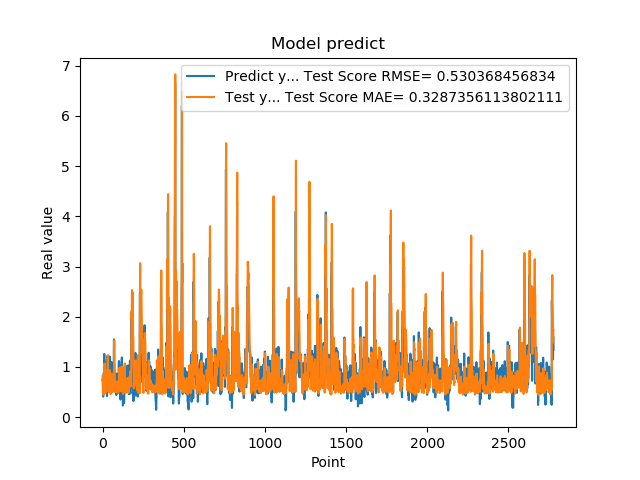 Model predict
Predict y... Test Score RMSE= 0.530368456834
Test y... Test Score MAE= 0.3287356113802111
7
6
5
4
3
2
1
0
Real value
0 500 1000 1500 2000 2500
Point